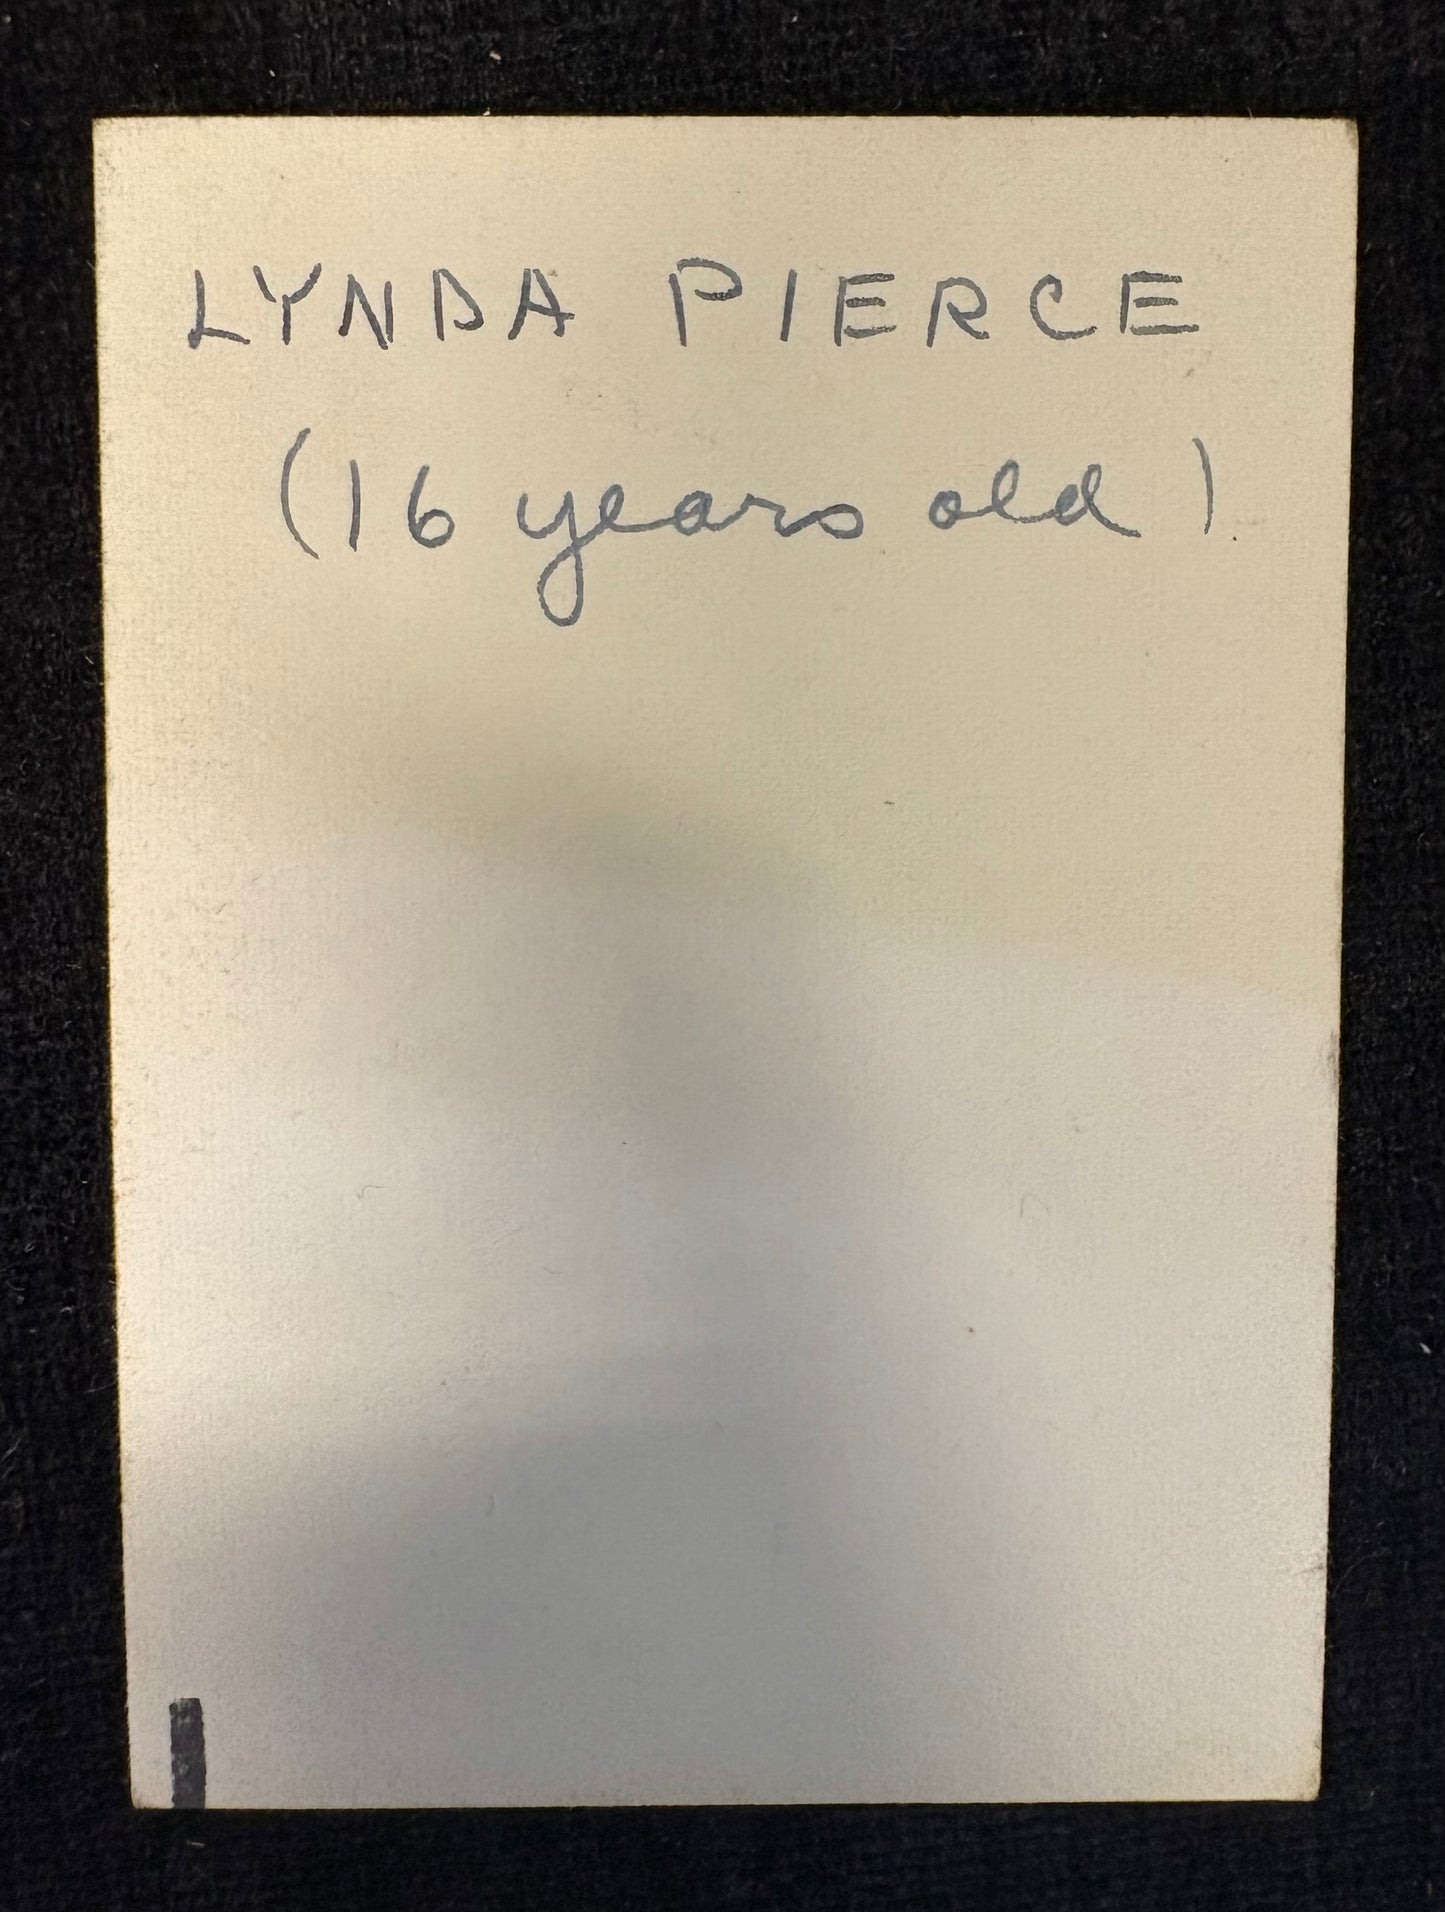 LYNDA PIERCE
(16 years old)